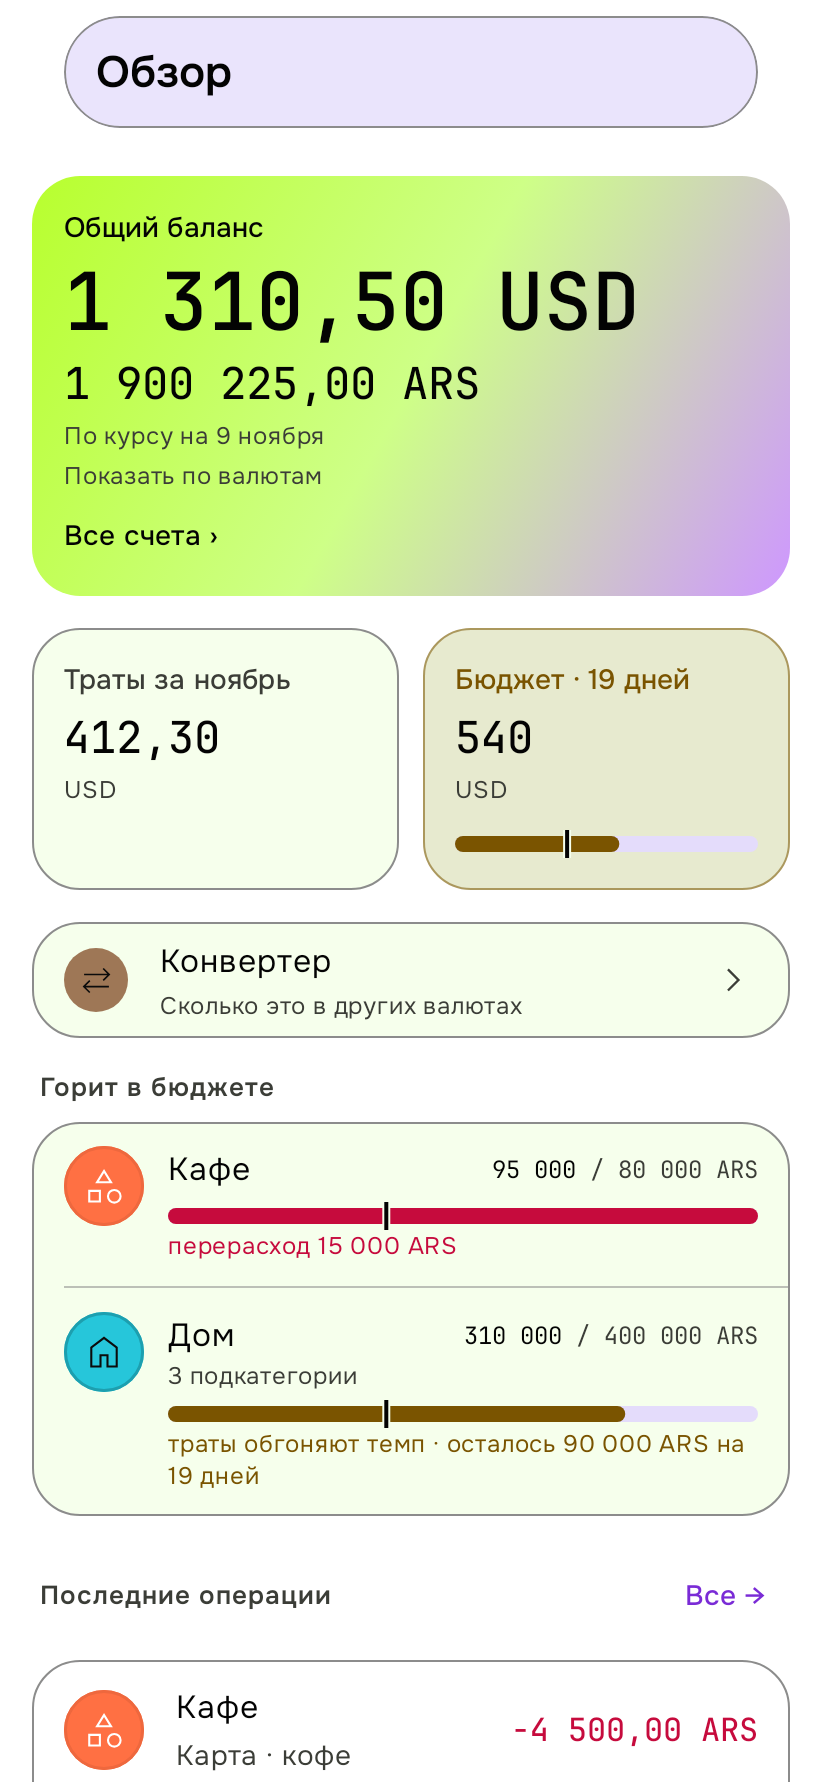 Обзор
Общий баланс
1 310,50 USD
1 900 225,00 ARS
По курсу на 9 ноября
Показать по валютам
Все счета ›
Траты за ноябрь
412,30
USD
Бюджет · 19 дней
540
USD
Конвертер
Сколько это в других валютах
Горит в бюджете
Кафе
95 000 / 80 000 ARS
перерасход 15 000 ARS
Дом
310 000 / 400 000 ARS
3 подкатегории
траты обгоняют темп · осталось 90 000 ARS на
19 дней
Последние операции
Все →
Кафе
-4 500,00 ARS
Карта · кофе